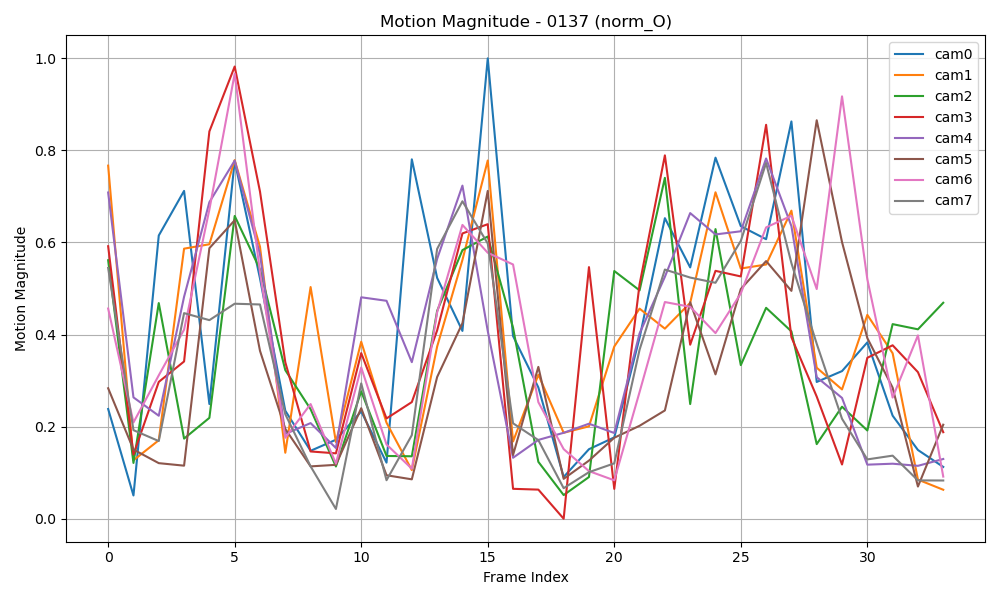 Motion Magnitude - 0137 (norm_O)
1.0
0.8
0.6
0.4
0.2
0.0
Motion Magnitude
0 5 10 15 20 25 30
Frame Index
cam0
cam1
cam2
cam3
cam4
cam5
cam6
cam7